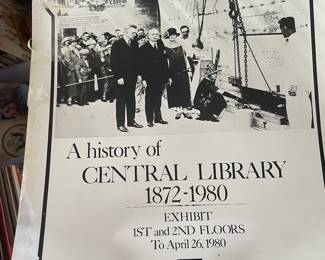 A history of
CENTRAL LIBRARY
1872-1980
EXHIBIT
1ST and 2ND FLOORS
To April 26, 1980